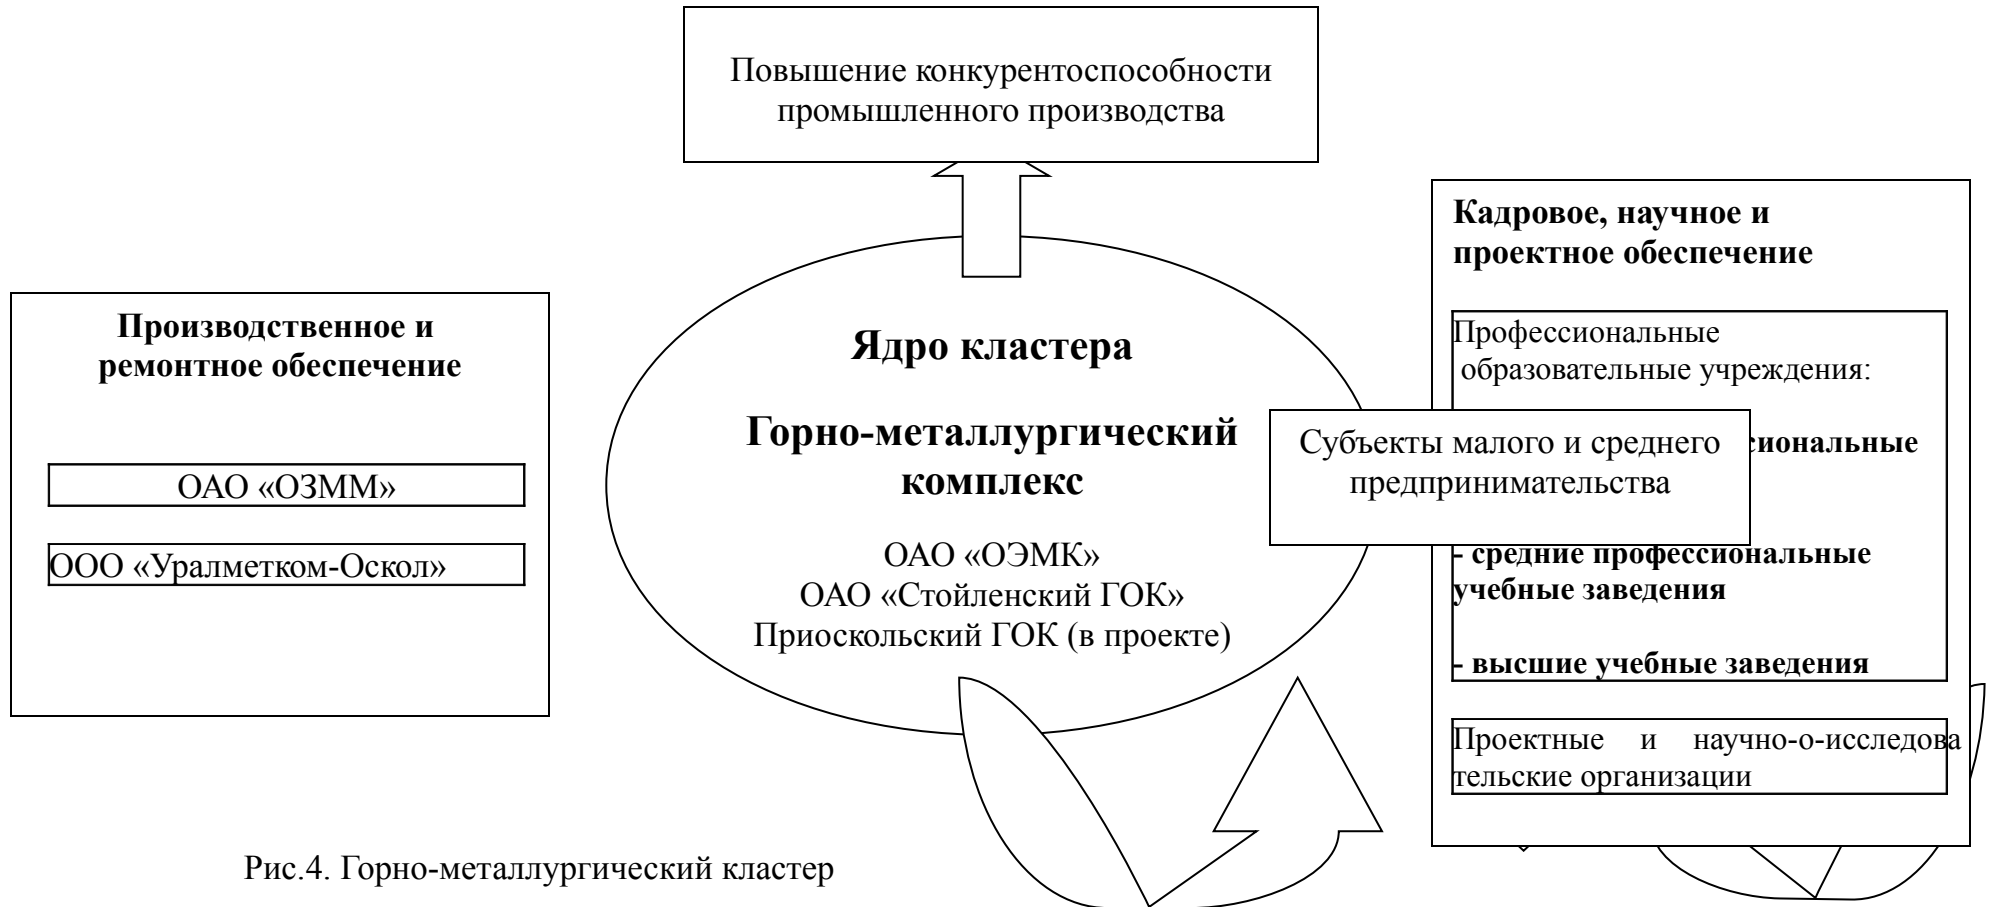 Повышение конкурентоспособности
промышленного производства
Производственное и
ремонтное обеспечение
ОАО «ОЗММ»
ООО «Уралметком-Оскол»
Ядро кластера
Горно-металлургический
комплекс
ОАО «ОЭМК»
ОАО «Стойленский ГОК»
Приоскольский ГОК (в проекте)
Субъекты малого и среднего
предпринимательства
Кадровое, научное и
проектное обеспечение
Профессиональные
образовательные учреждения:
сиональные
- средние профессиональные
учебные заведения
- высшие учебные заведения
Проектные и научно-о-исследова
тельские организации
Рис.4. Горно-металлургический кластер